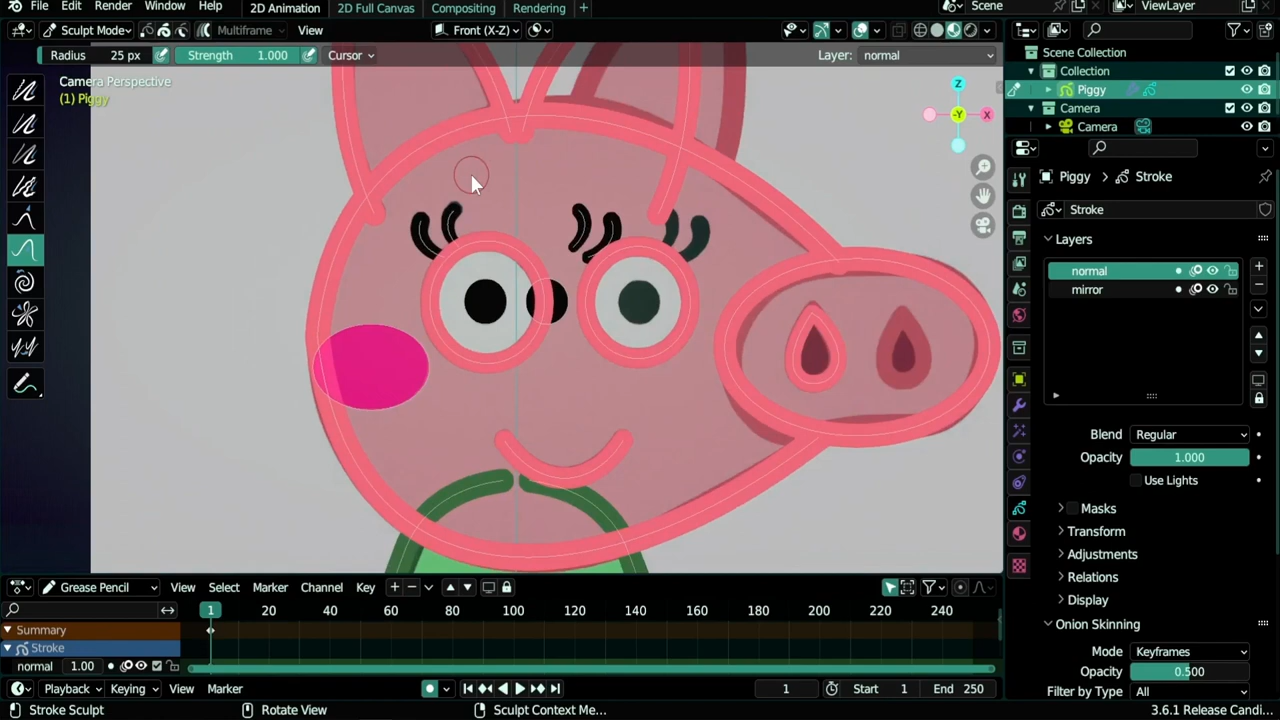 File Edit Render Window Help 2D Animation 2D Full Canvas Compositing Rendering + Scene ViewLayer
Sculpt Mode Multiframe View Front (X-Z)
Radius 25 px Strength 1.000 Cursor Layer: normal
Camera Perspective
(1) Piggy
Z
-Y X
Scene Collection
Collection
Piggy
Camera
Camera
Piggy > Stroke
Stroke
Layers
normal
mirror
Blend Regular
Opacity 1.000
Use Lights
Masks
Transform
Adjustments
Relations
Display
Onion Skinning
Mode Keyframes
Opacity 0.500
Filter by Type All
Grease Pencil View Select Marker Channel Key
1 20 40 60 80 100 120 140 160 180 200 220 240
Summary
Stroke
normal 1.00
Playback Keying View Marker 1 Start 1 End 250
Stroke Sculpt Rotate View Sculpt Context Me... 3.6.1 Release Candi...